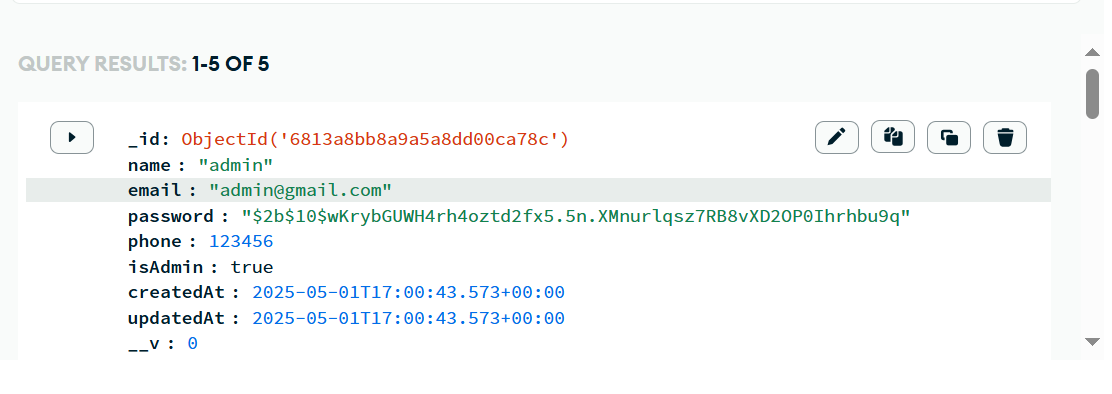 QUERY RESULTS: 1-5 OF 5
_id: ObjectId('6813a8bb8a9a5a8dd00ca78c')
name : "admin"
email : "admin@gmail.com"
password : "$2b$10$wKrybGUWH4rh4oztd2fx5.5n.XMnurlqsz7RB8vXD2OP0Ihrhbu9q"
phone : 123456
isAdmin : true
createdAt : 2025-05-01T17:00:43.573+00:00
updatedAt : 2025-05-01T17:00:43.573+00:00
__v : 0